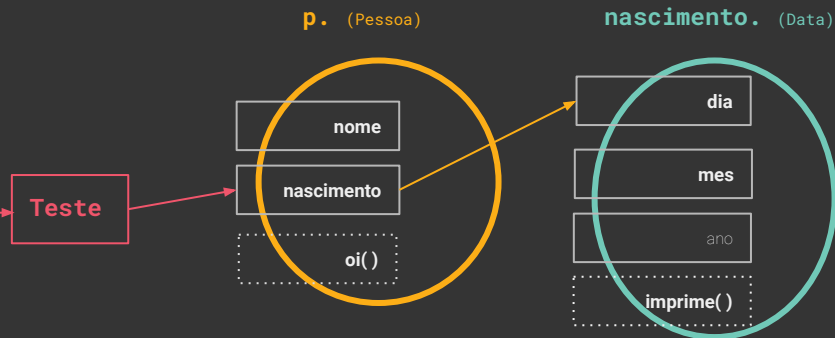 p. (Pessoa)
nascimento. (Data)
nome
nascimento
oi()
Teste
dia
mes
ano
imprime()